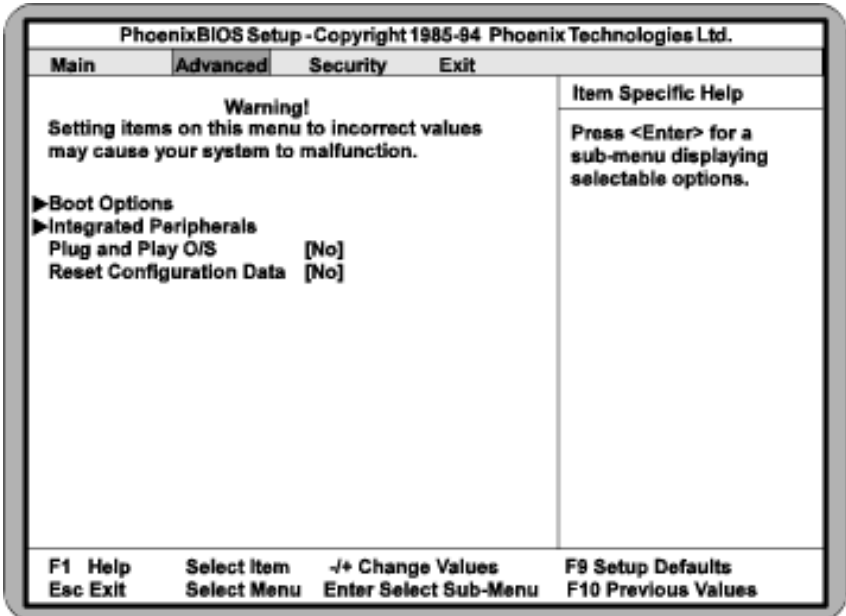 PhoenixBIOS Setup - Copyright 1985-94 Phoenix Technologies Ltd.
Main Advanced Security Exit
Warning!
Setting items on this menu to incorrect values
may cause your system to malfunction.
▶Boot Options
▶Integrated Peripherals
Plug and Play O/S [No]
Reset Configuration Data [No]
Item Specific Help
Press <Enter> for a
sub-menu displaying
selectable options.
F1 Help Select Item -/+ Change Values F9 Setup Defaults
Esc Exit Select Menu Enter Select Sub-Menu F10 Previous Values